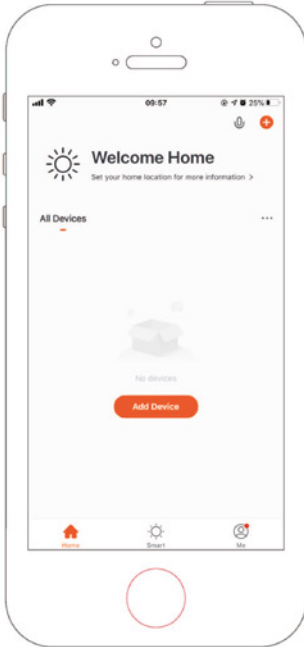 09:57
25%
Welcome Home
Set your home location for more information >
All Devices
...
No devices
Add Device
Home
Smart
Me